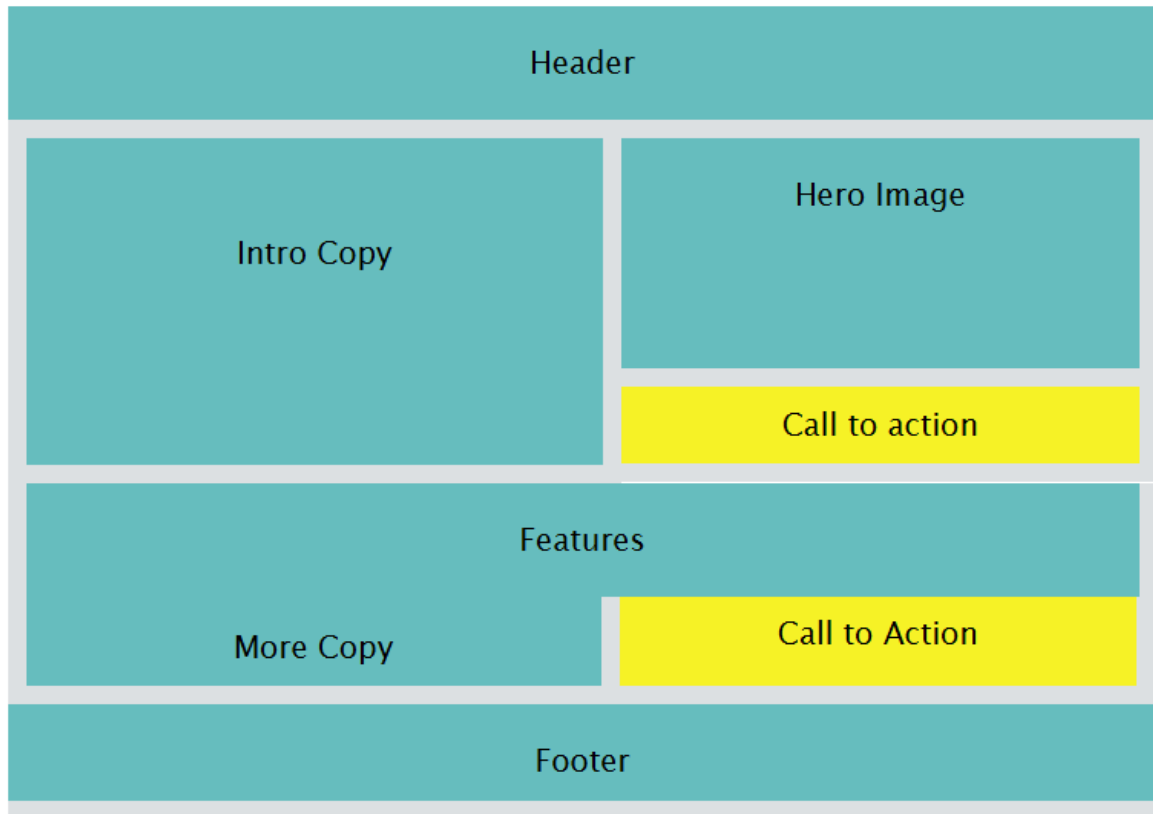 Header
Intro Copy
Hero Image
Call to action
Features
More Copy
Call to Action
Footer